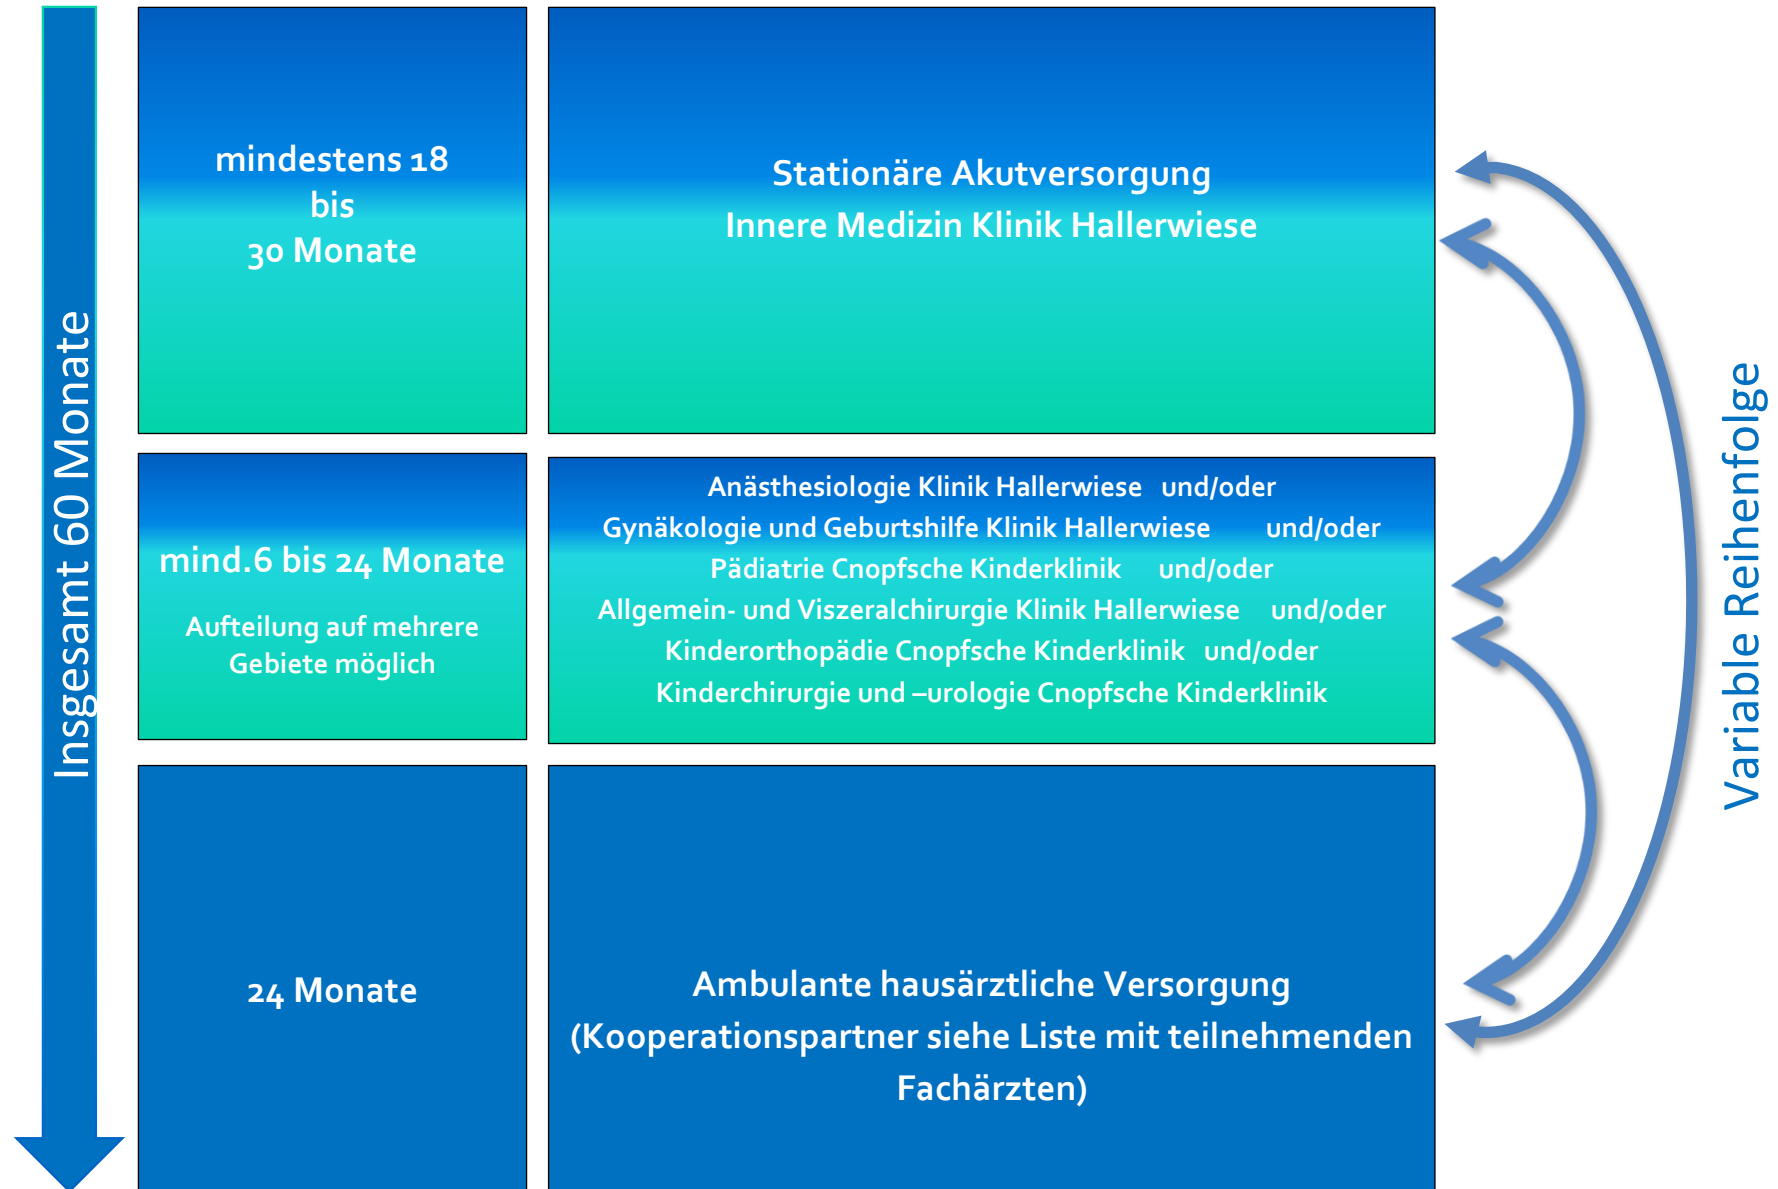 Insgesamt 60 Monate
mindestens 18
bis
30 Monate
Stationäre Akutversorgung
Innere Medizin Klinik Hallerwiese
mind.6 bis 24 Monate
Aufteilung auf mehrere
Gebiete möglich
Anästhesiologie Klinik Hallerwiese und/oder
Gynäkologie und Geburtshilfe Klinik Hallerwiese und/oder
Pädiatrie Cnopfsche Kinderklinik und/oder
Allgemein- und Viszeralchirurgie Klinik Hallerwiese und/oder
Kinderorthopädie Cnopfsche Kinderklinik und/oder
Kinderchirurgie und –urologie Cnopfsche Kinderklinik
24 Monate
Ambulante hausärztliche Versorgung
(Kooperationspartner siehe Liste mit teilnehmenden
Fachärzten)
Variable Reihenfolge